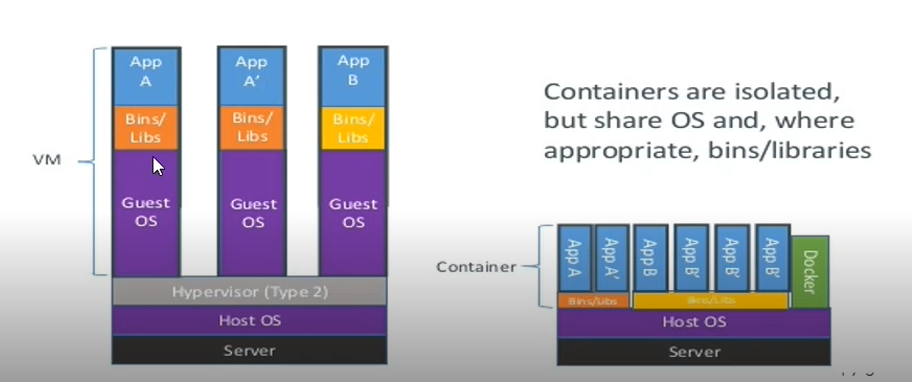 VM
App
A
Bins/
Libs
Guest
OS
App
A’
Bins/
Libs
Guest
OS
App
B
Bins/
Libs
Guest
OS
Hypervisor (Type 2)
Host OS
Server
Containers are isolated,
but share OS and, where
appropriate, bins/libraries
Container
App A
App A’
App B
App B’
App B’
App B’
Docker
Bins/Libs
Bins/Libs
Host OS
Server